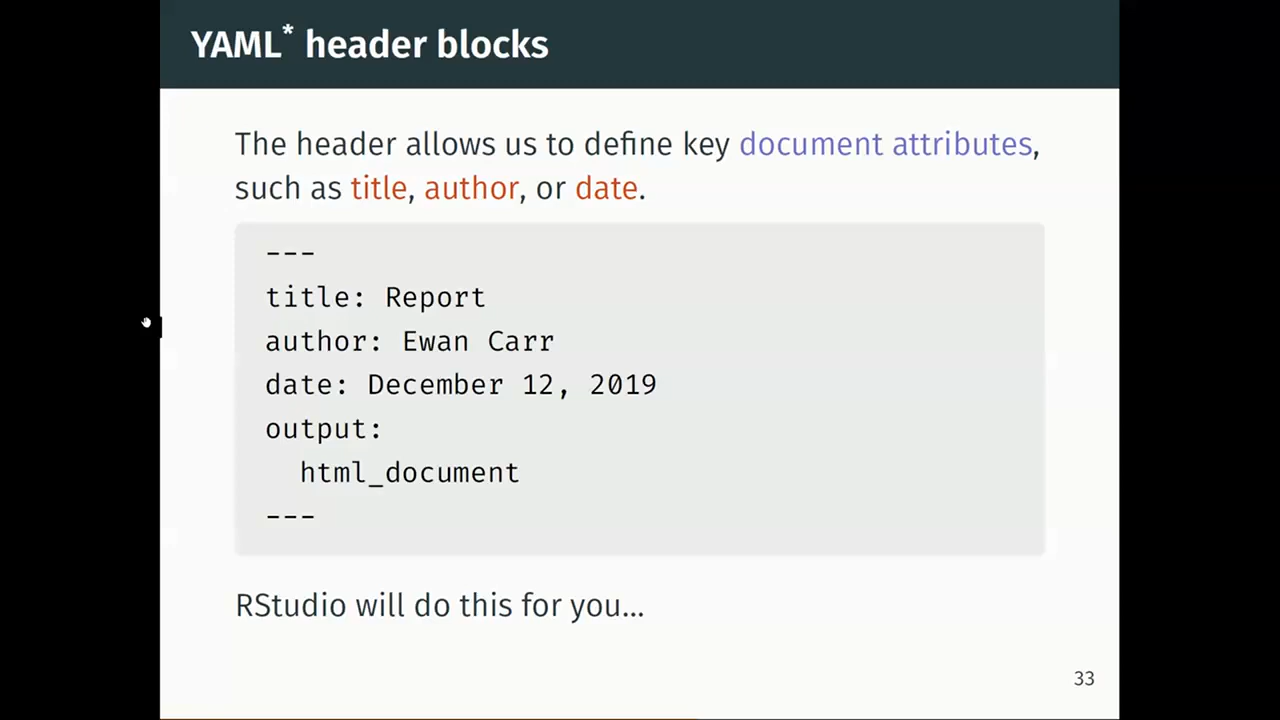 YAML* header blocks
The header allows us to define key document attributes,
such as title, author, or date.
---
title: Report
author: Ewan Carr
date: December 12, 2019
output:
  html_document
---
RStudio will do this for you...
33